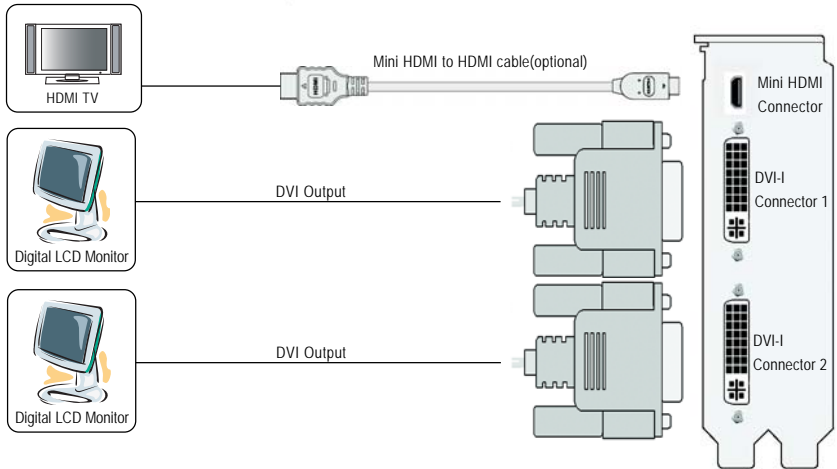 Mini HDMI to HDMI cable(optional)
HDMI TV
Mini HDMI
Connector
DVI Output
DVI-I
Connector 1
Digital LCD Monitor
DVI Output
DVI-I
Connector 2
Digital LCD Monitor
HDMI